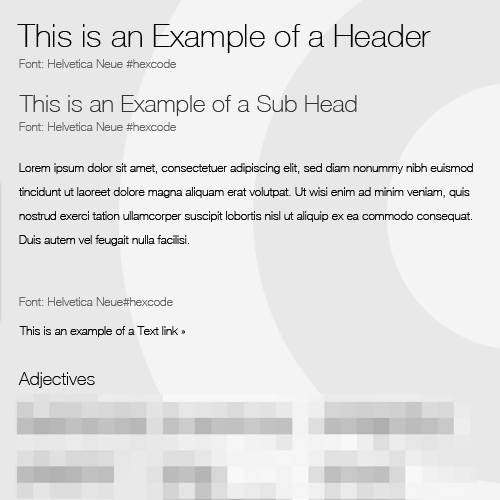 This is an Example of a Header
Font: Helvetica Neue #hexcode
This is an Example of a Sub Head
Font: Helvetica Neue #hexcode
Lorem ipsum dolor sit amet, consectetuer adipiscing elit, sed diam nonummy nibh euismod
tincidunt ut laoreet dolore magna aliquam erat volutpat. Ut wisi enim ad minim veniam, quis
nostrud exerci tation ullamcorper suscipit lobortis nisl ut aliquip ex ea commodo consequat.
Duis autem vel feugait nulla facilisi.
Font: Helvetica Neue#hexcode
This is an example of a Text link »
Adjectives